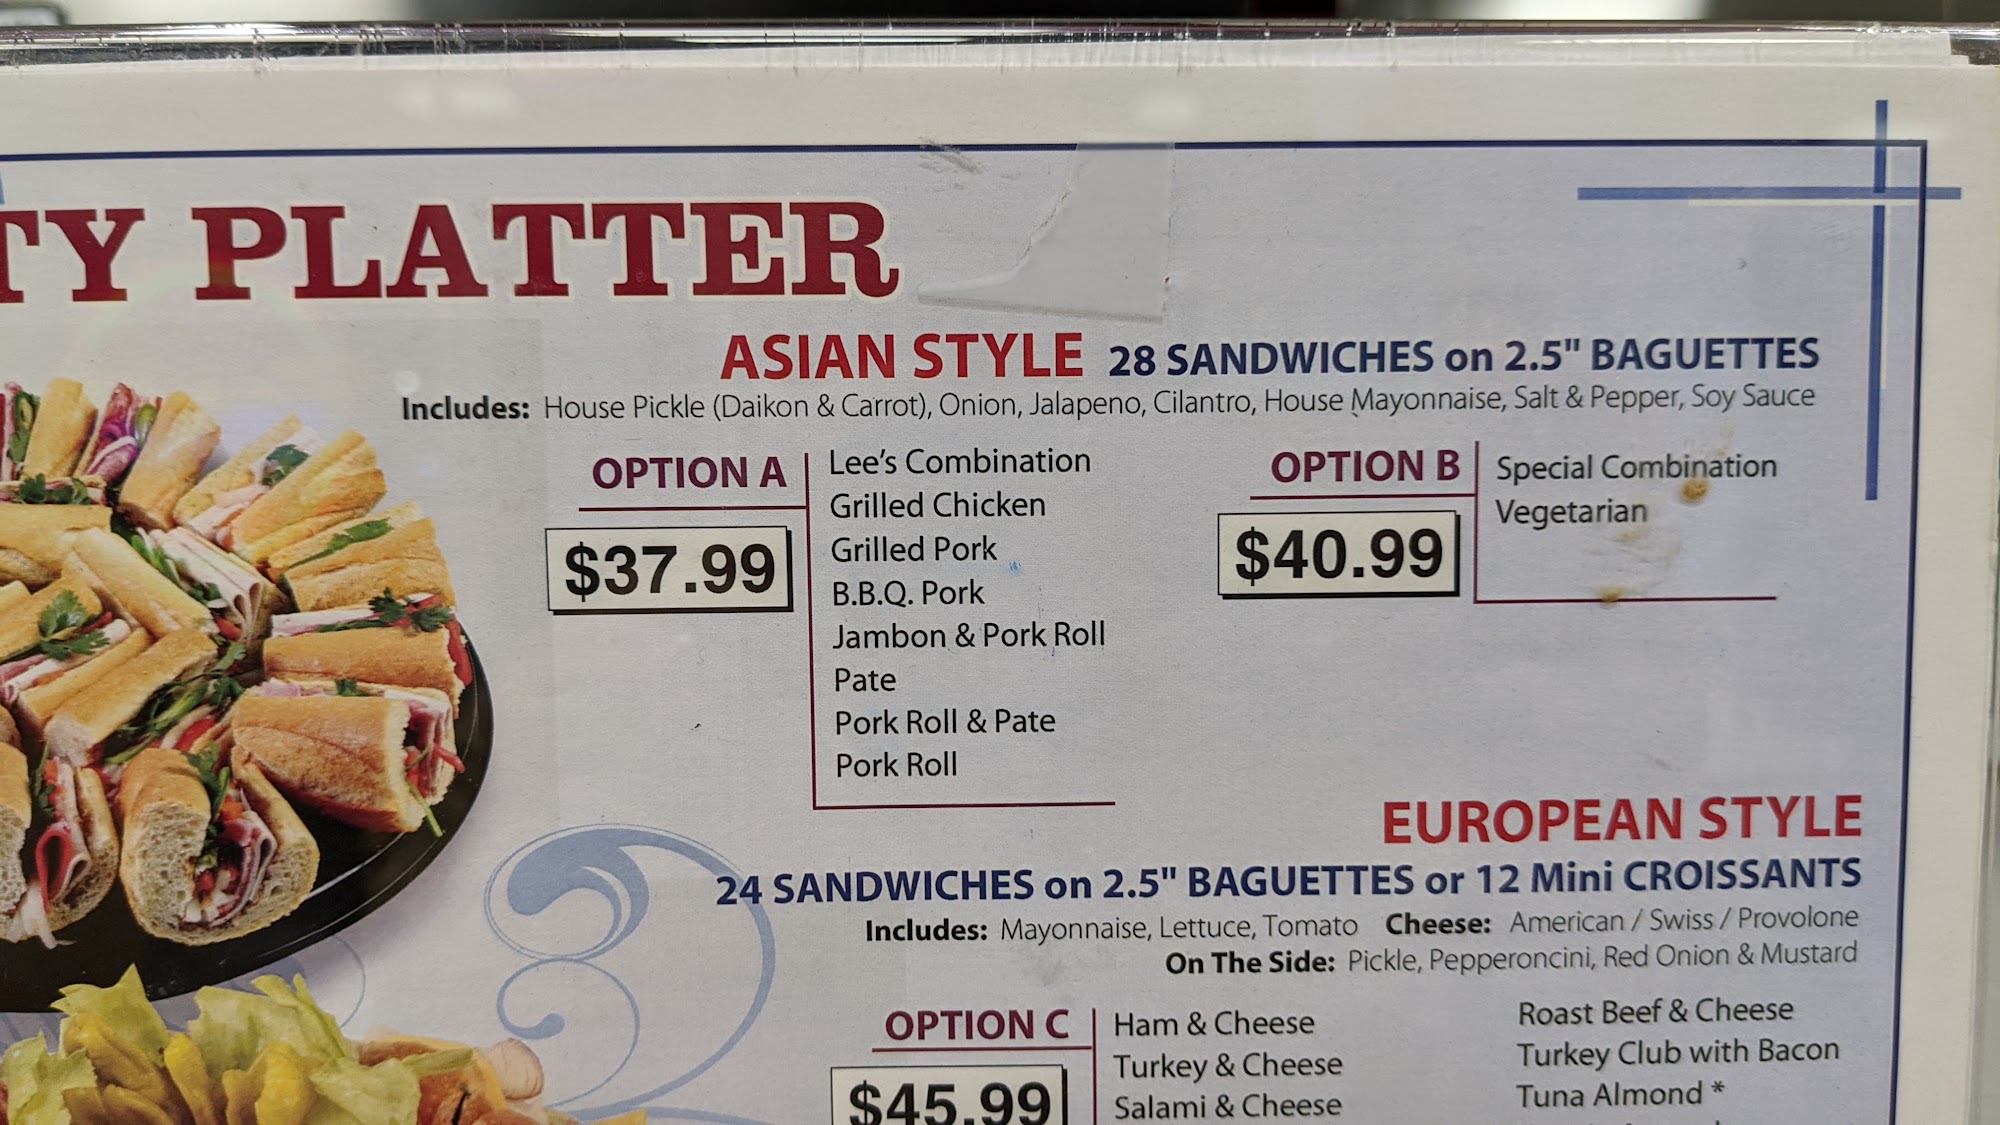 TY PLATTER
ASIAN STYLE 28 SANDWICHES on 2.5" BAGUETTES
Includes: House Pickle (Daikon & Carrot), Onion, Jalapeno, Cilantro, House Mayonnaise, Salt & Pepper, Soy Sauce
OPTION A
$37.99
Lee's Combination
Grilled Chicken
Grilled Pork
B.B.Q. Pork
Jambon & Pork Roll
Pate
Pork Roll & Pate
Pork Roll
OPTION B
$40.99
Special Combination
Vegetarian
EUROPEAN STYLE
24 SANDWICHES on 2.5" BAGUETTES or 12 Mini CROISSANTS
Includes: Mayonnaise, Lettuce, Tomato Cheese: American / Swiss / Provolone
On The Side: Pickle, Pepperoncini, Red Onion & Mustard
OPTION C
$45.99
Ham & Cheese
Turkey & Cheese
Salami & Cheese
Roast Beef & Cheese
Turkey Club with Bacon
Tuna Almond *